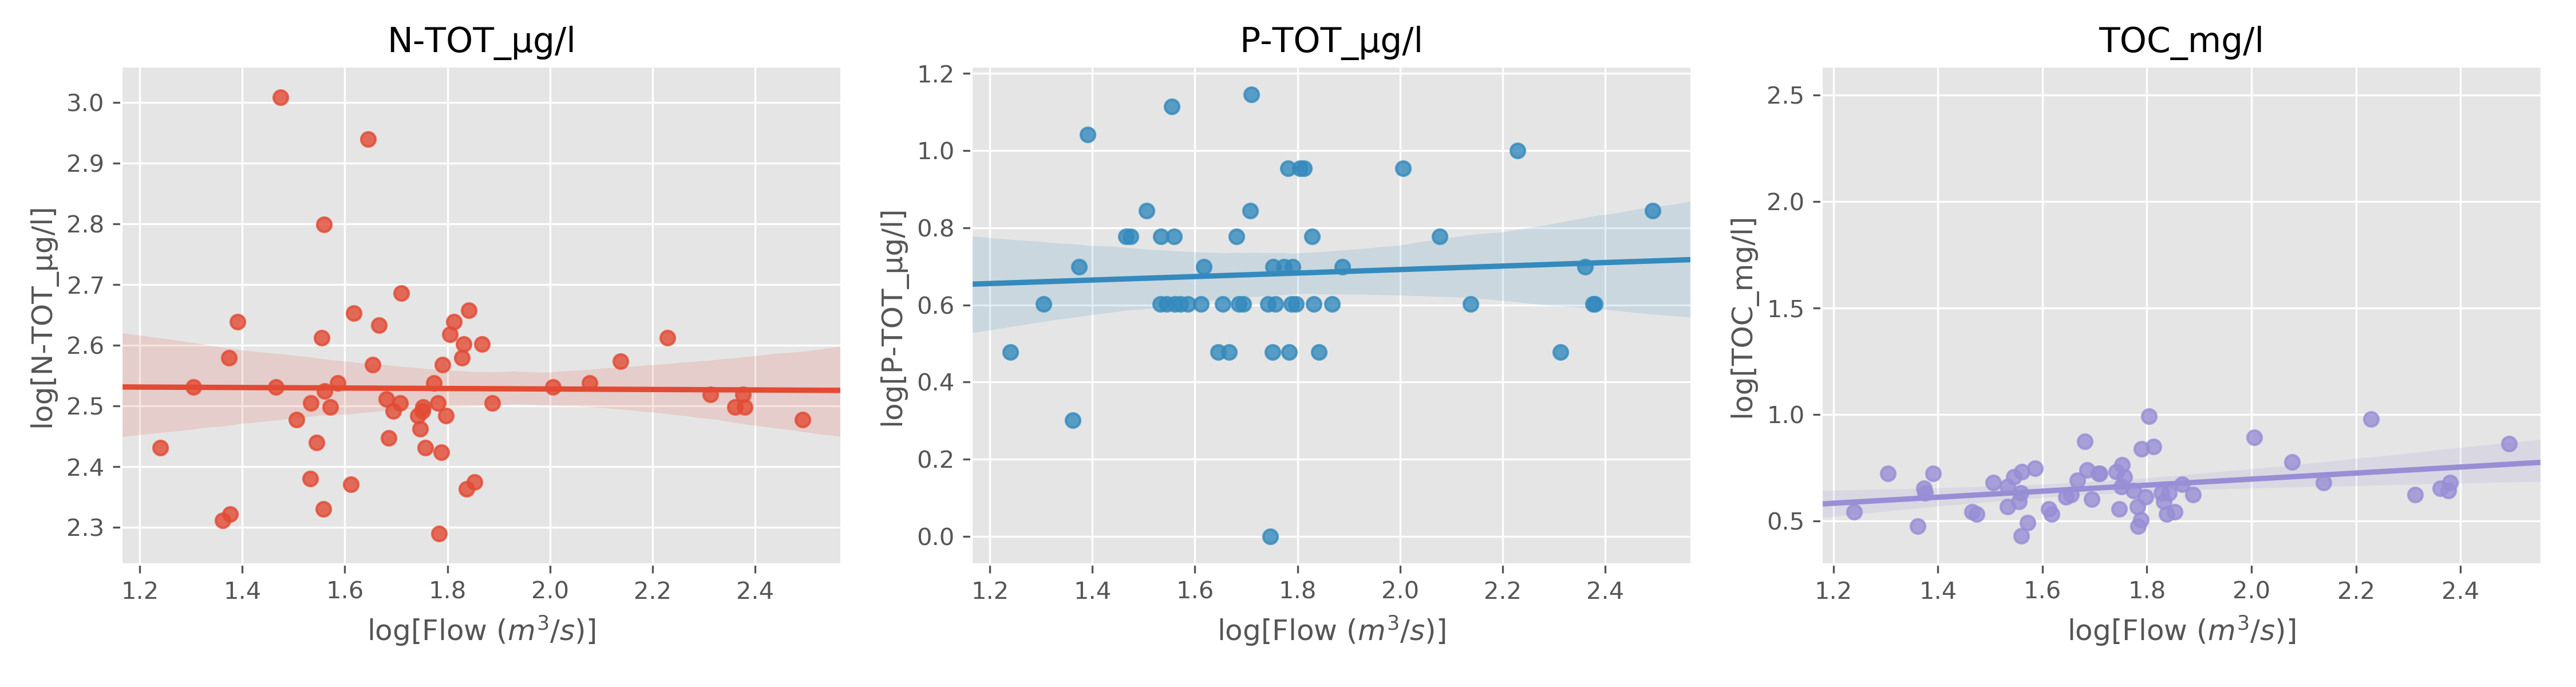 N-TOT_µg/l
log[N-TOT_µg/l]
3.0
2.9
2.8
2.7
2.6
2.5
2.4
2.3
1.2 1.4 1.6 1.8 2.0 2.2 2.4
log[Flow (m³/s)]
P-TOT_µg/l
log[P-TOT_µg/l]
1.2
1.0
0.8
0.6
0.4
0.2
0.0
1.2 1.4 1.6 1.8 2.0 2.2 2.4
log[Flow (m³/s)]
TOC_mg/l
log[TOC_mg/l]
2.5
2.0
1.5
1.0
0.5
1.2 1.4 1.6 1.8 2.0 2.2 2.4
log[Flow (m³/s)]